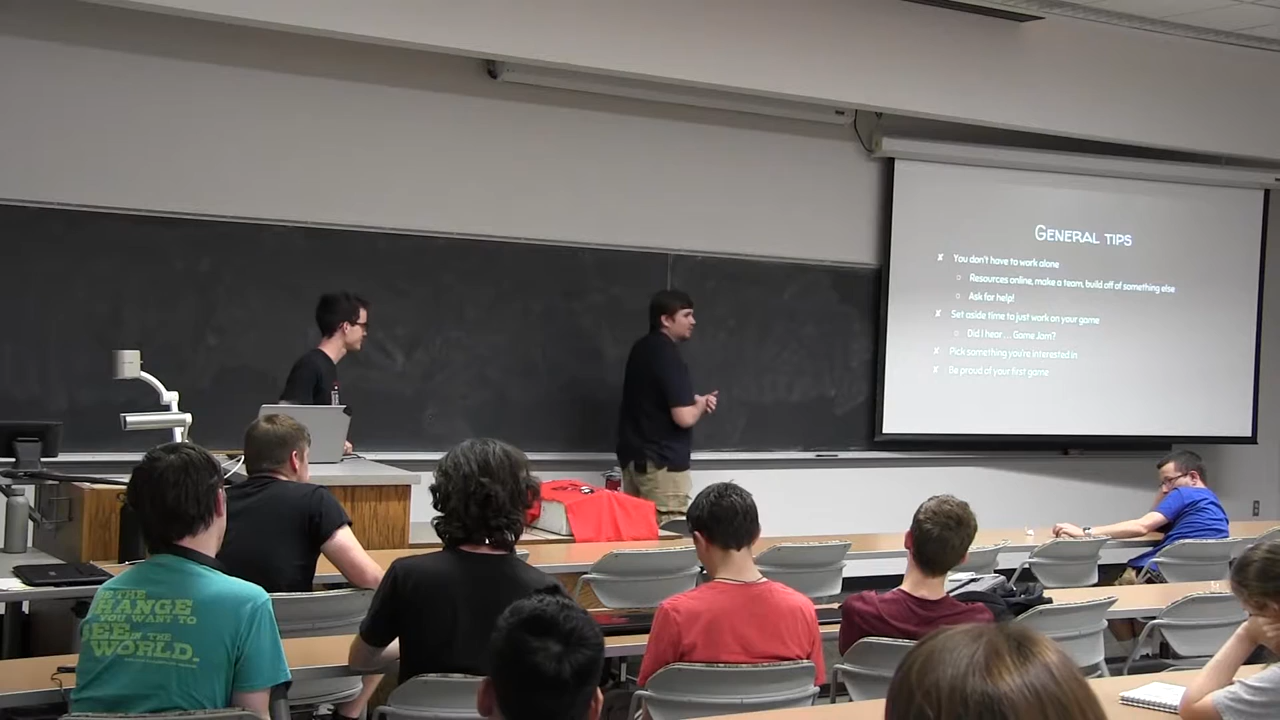 GENERAL TIPS
✘ You don't have to work alone
○ Resources online, make a team, build off of something else
○ Ask for help!
✘ Set aside time to just work on your game
○ Did I hear... Game Jam?
✘ Pick something you're interested in
✘ Be proud of your first game
THE
HANGE
YOU WANT TO
SEE IN THE
WORLD.